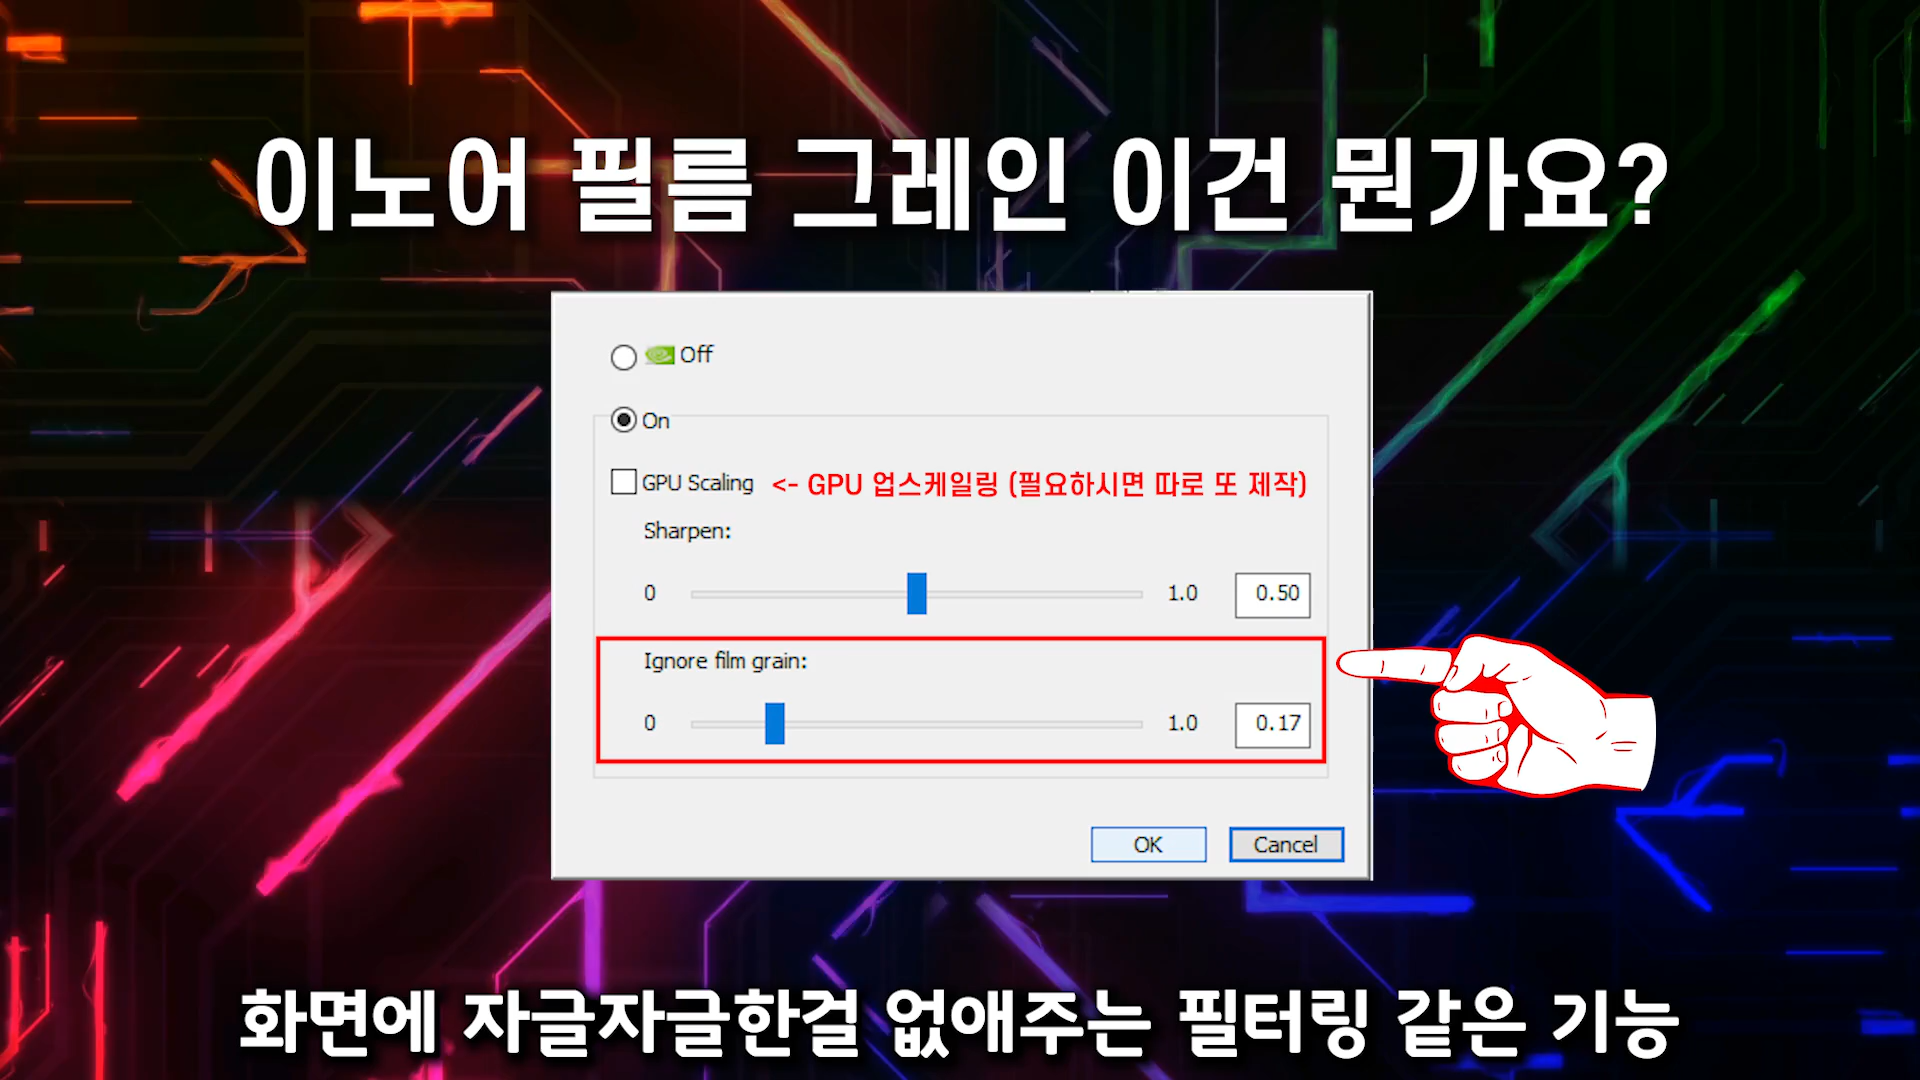 이노어 필름 그레인 이건 뭔가요?
Off
On
GPU Scaling <- GPU 업스케일링 (필요하시면 따로 또 제작)
Sharpen:
0 1.0 0.50
Ignore film grain:
0 1.0 0.17
OK Cancel
화면에 자글자글한걸 없애주는 필터링 같은 기능